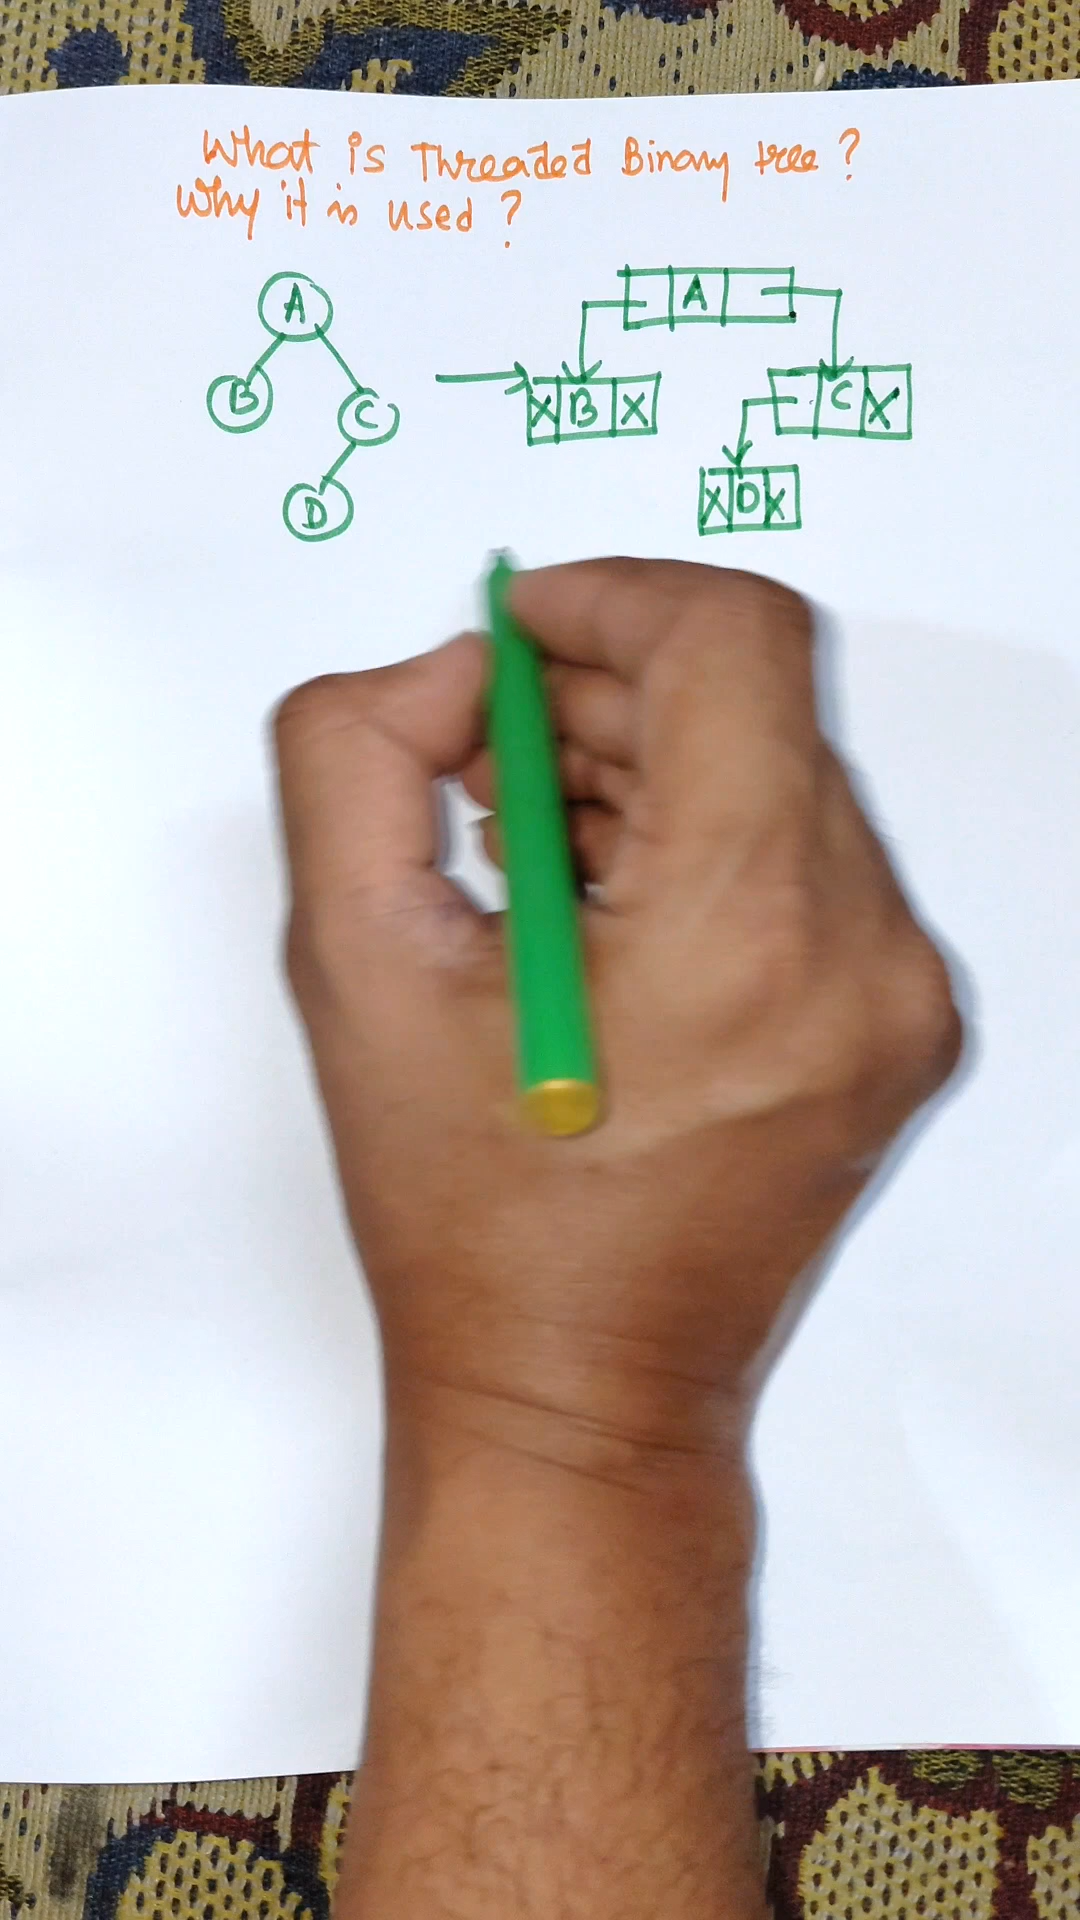 What is Threaded Binary tree ?
Why it is used ?
A
B
C
D
A
X B X
C X
X D X